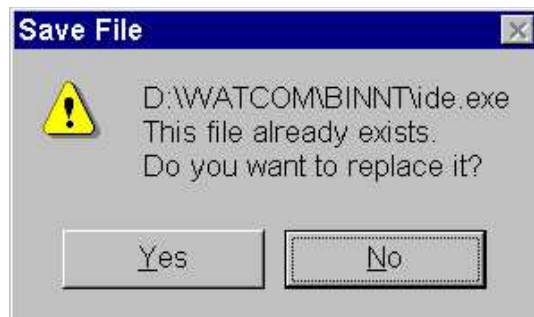 Save File
D:\WATCOM\BINNT\ide.exe
This file already exists.
Do you want to replace it?
Yes
No